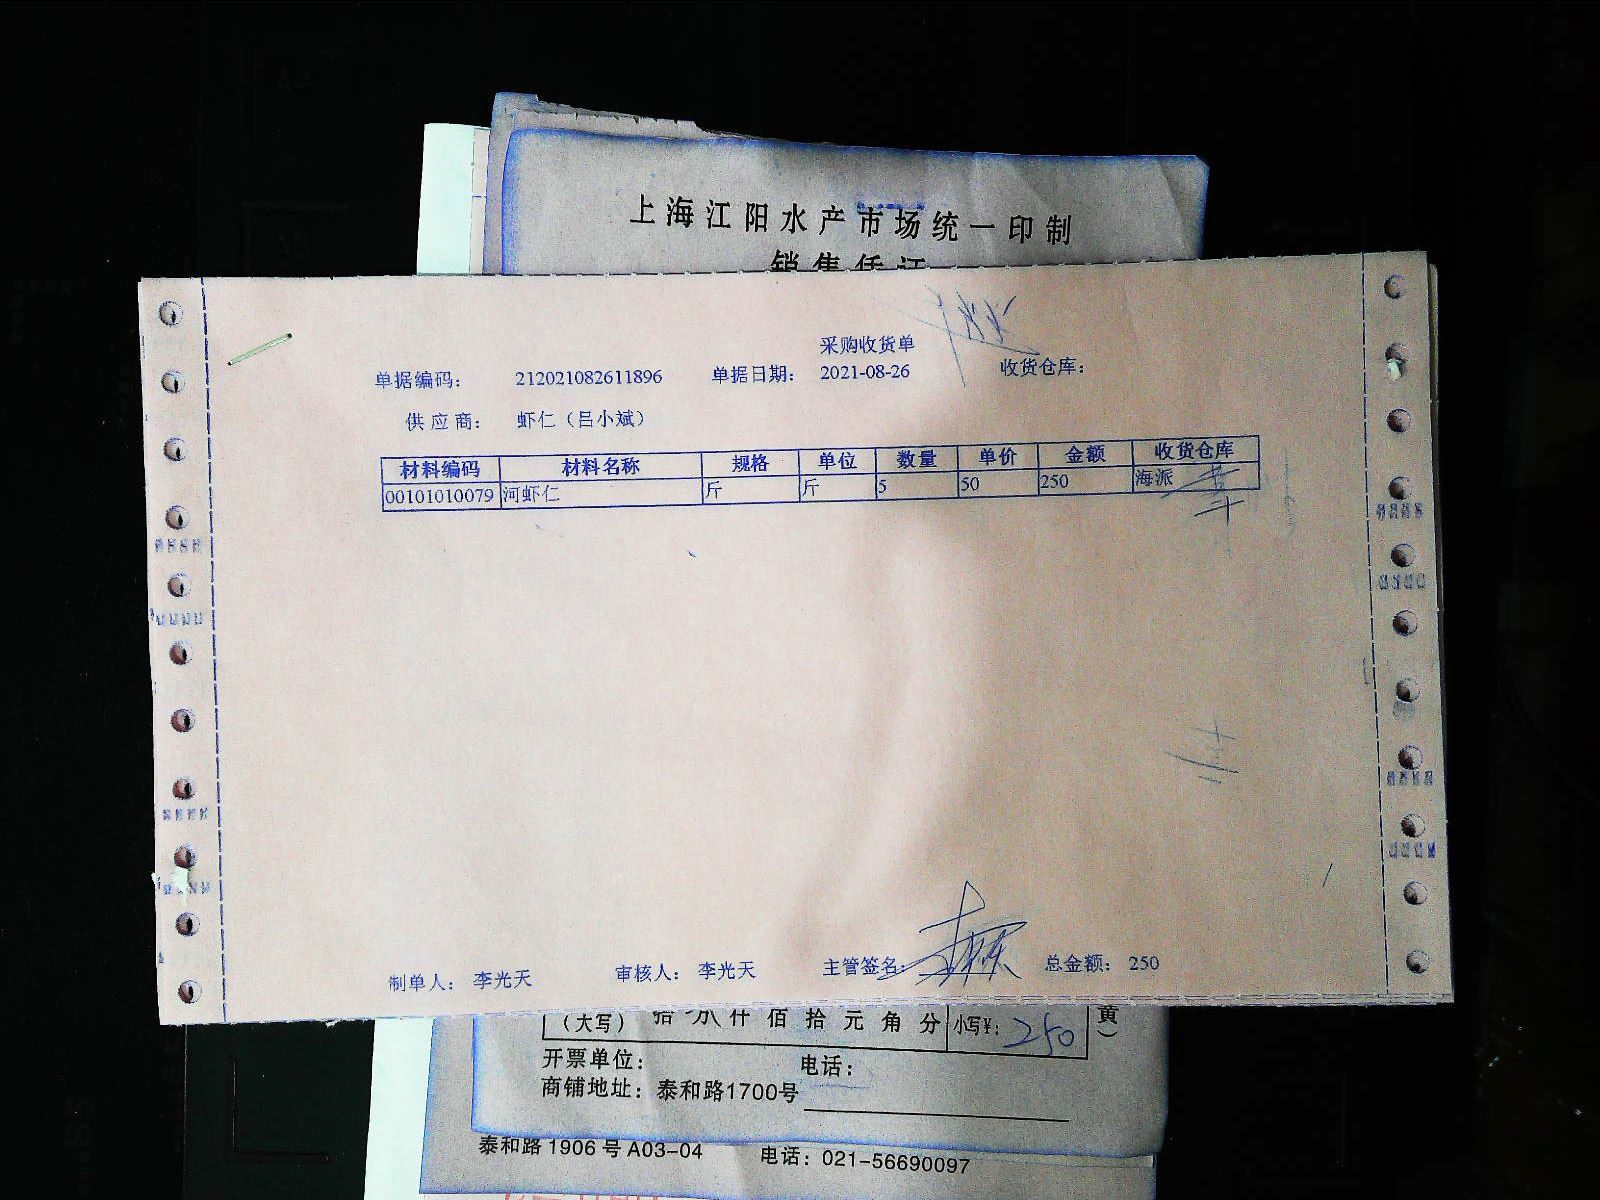 上海江阳水产市场统一印制
销售凭证
采购收货单
单据编码： 212021082611896 单据日期： 2021-08-26 收货仓库：
供应商： 虾仁（吕小斌）
材料编码 材料名称 规格 单位 数量 单价 金额 收货仓库
00101010079 河虾仁 斤 斤 5 50 250 海派
制单人： 李光天 审核人： 李光天 主管签名： 总金额： 250
（大写） 拾 万 仟 佰 拾 元 角 分 小写¥： 250
黄）
开票单位： 电话：
商铺地址：泰和路1700号
泰和路 1906 号 A03-04 电话：021-56690097